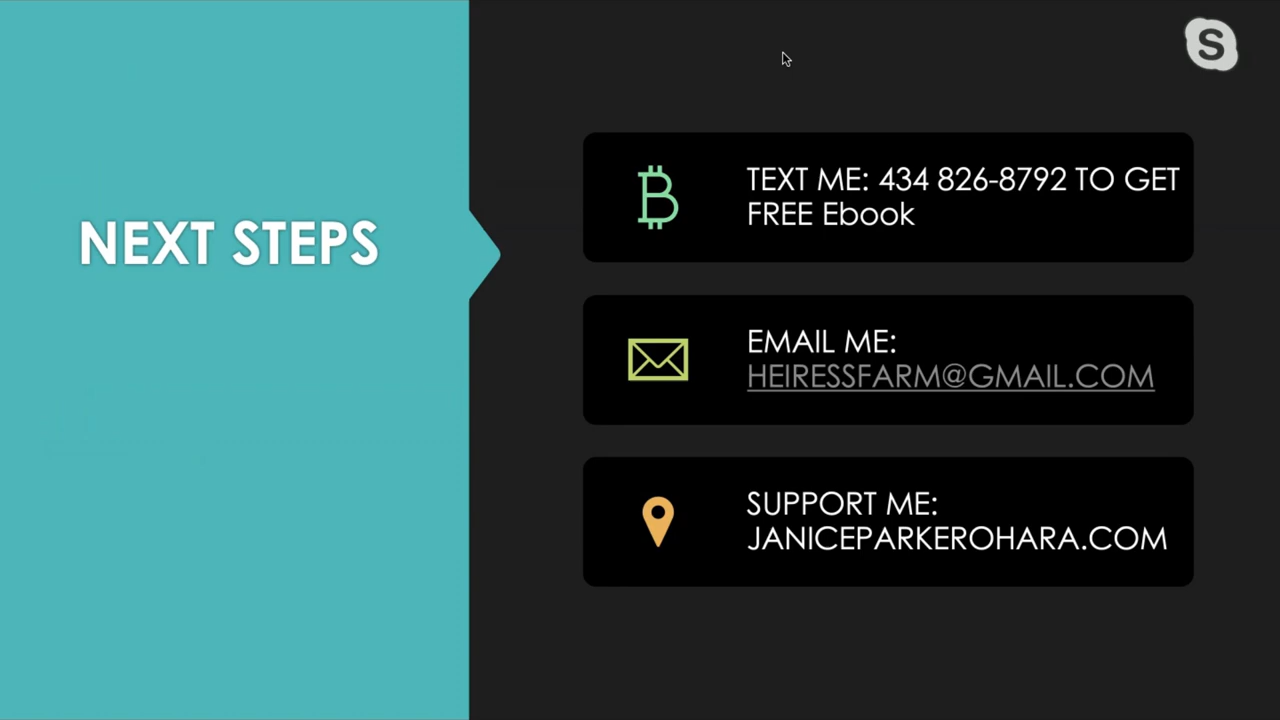 NEXT STEPS
TEXT ME: 434 826-8792 TO GET
FREE Ebook
EMAIL ME:
HEIRESSFARM@GMAIL.COM
SUPPORT ME:
JANICEPARKEROHARA.COM
S